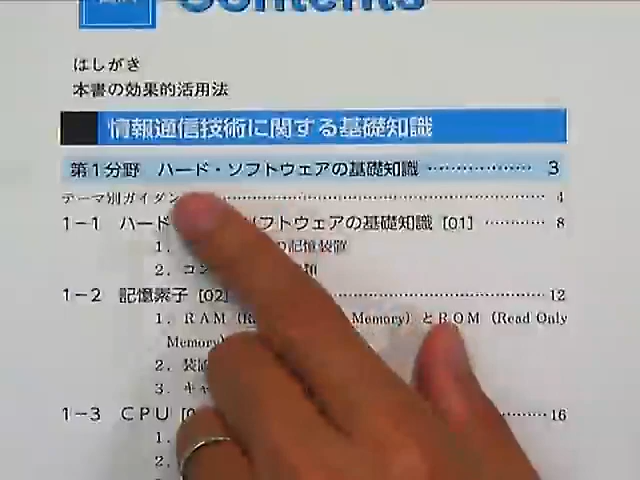 Contents
はしがき
本書の効果的活用法
情報通信技術に関する基礎知識
第1分野 ハード・ソフトウェアの基礎知識 ……………… 3
テーマ別ガイダン ……………… 4
1－1 ハード フトウェアの基礎知識 [01] ………… 8
1. の記憶装置
2. コン 類
1－2 記憶素子 [02] ……………… 12
1. RAM (R Memory) とROM (Read Only
Memory)
2. 装置
3. キャ
1－3 CPU [0 ……… 16
1.
2.